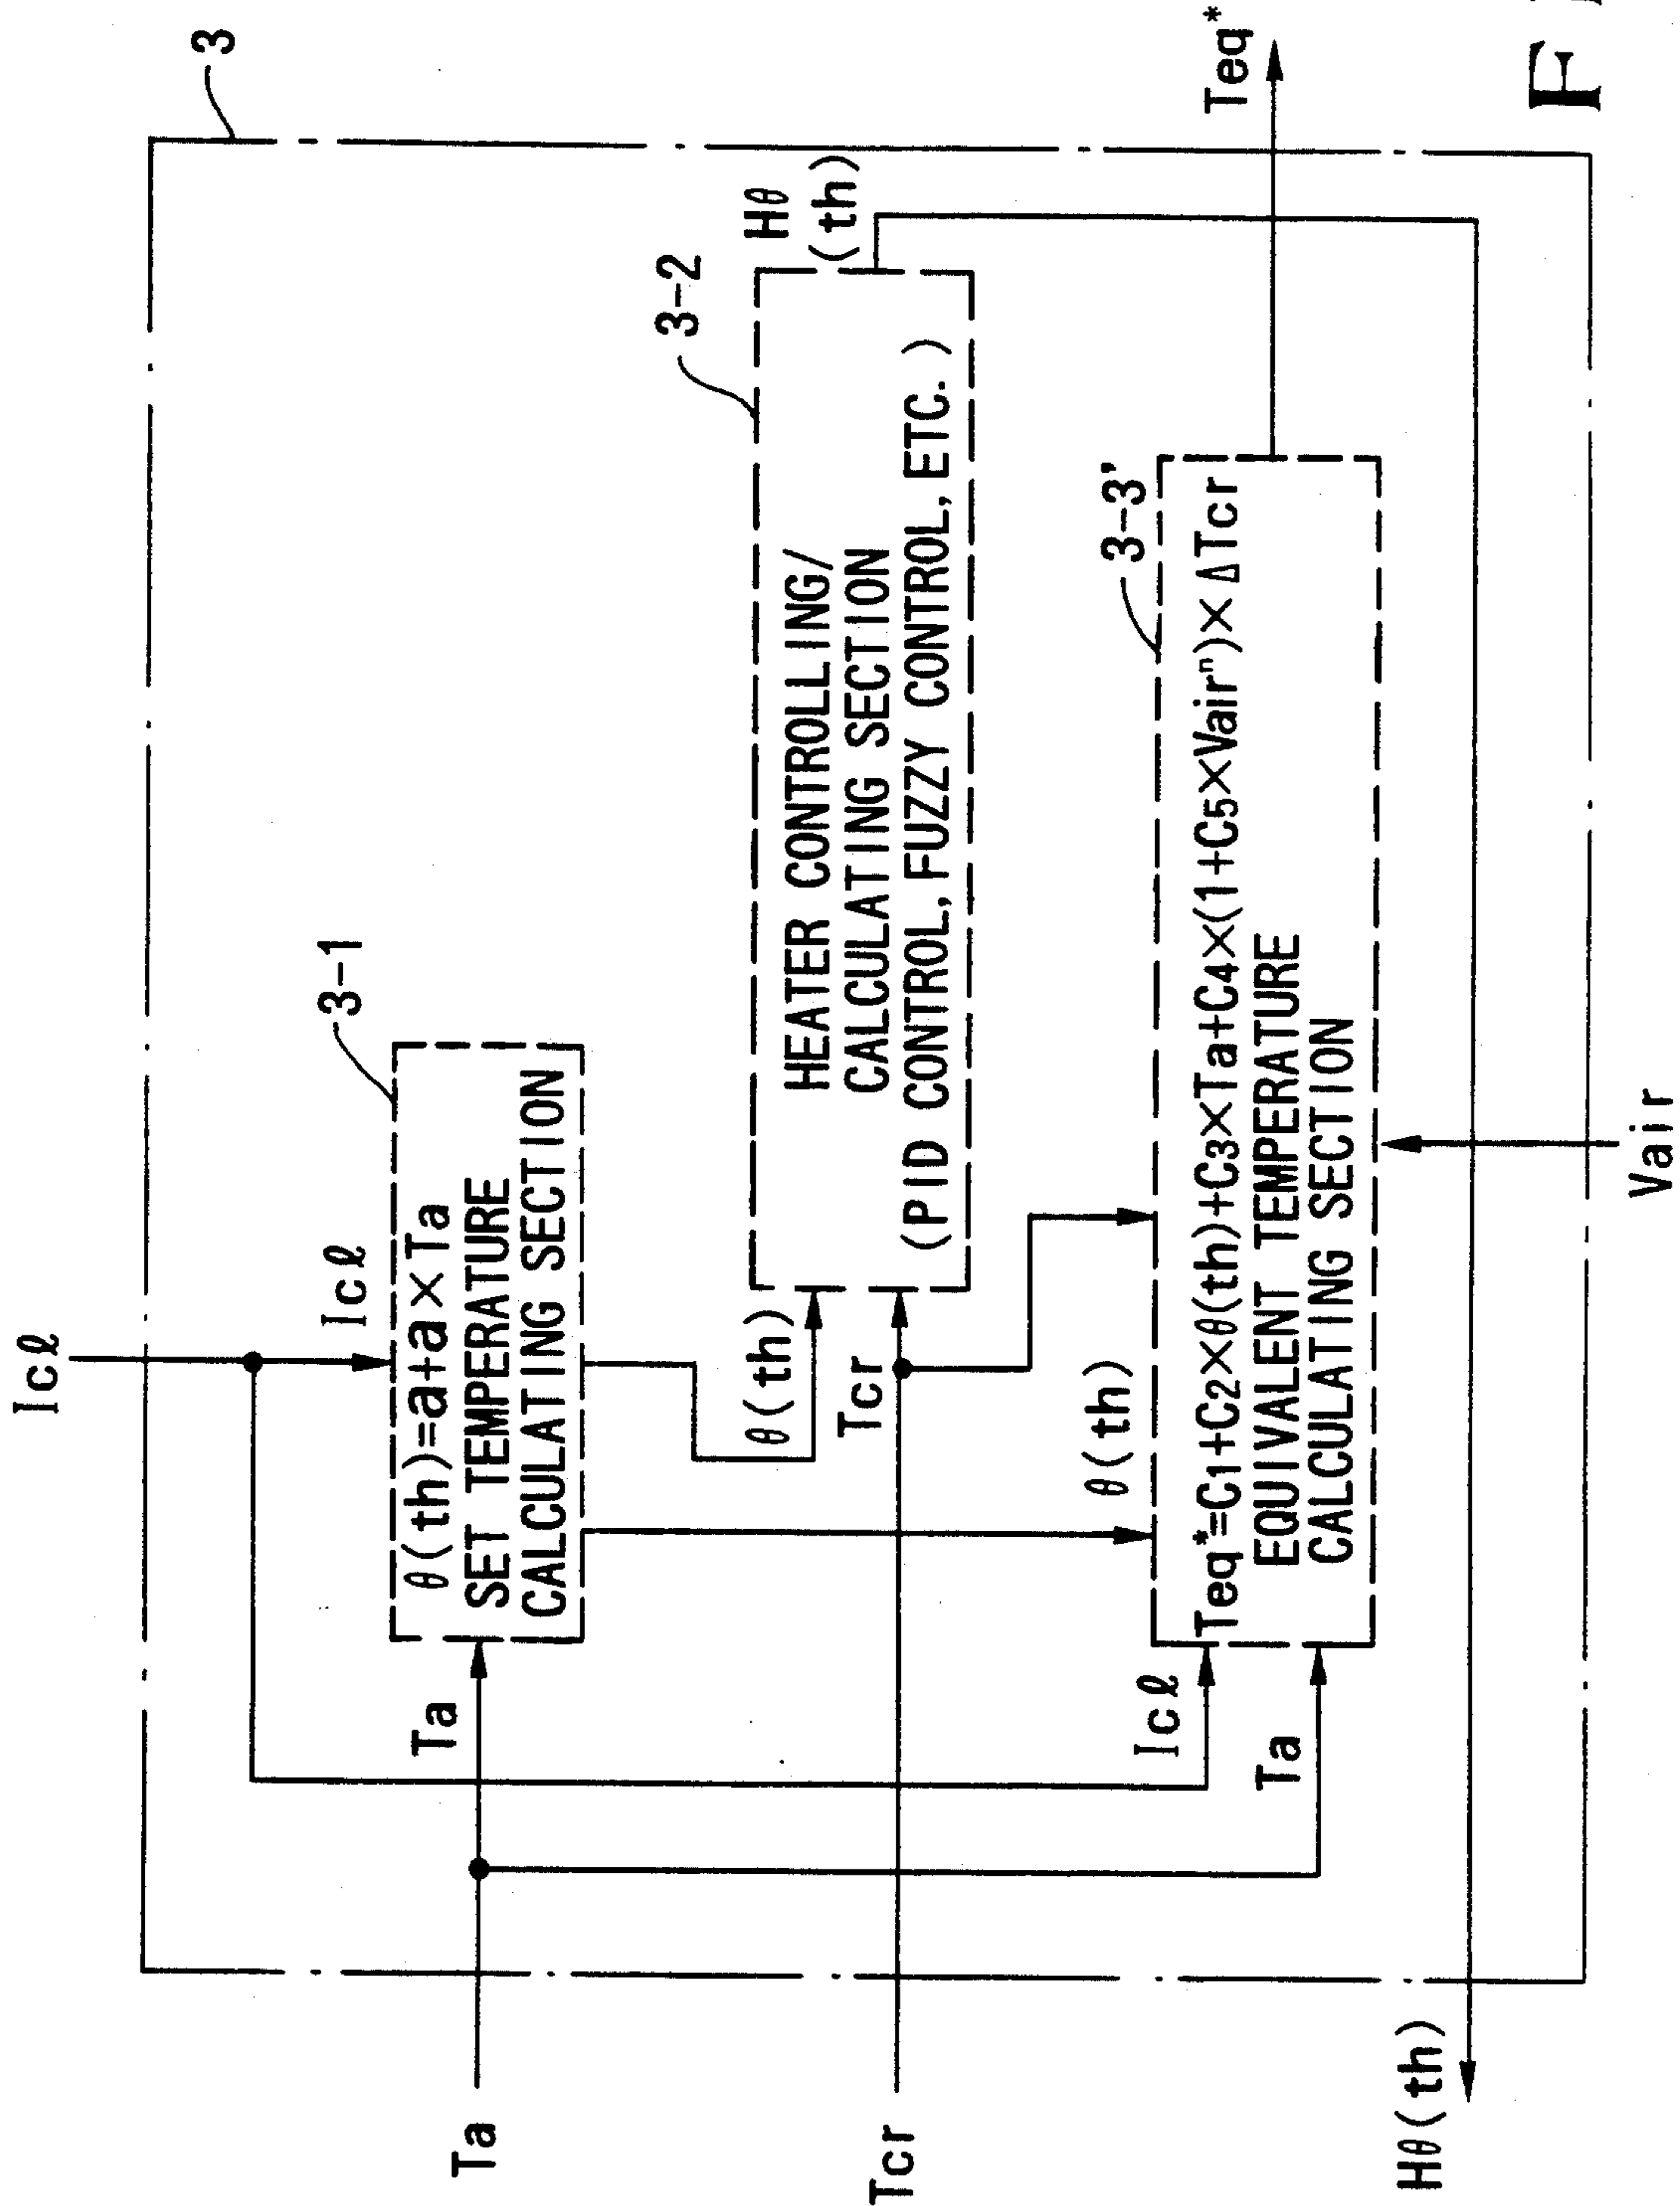 3
Icℓ
Icℓ
3-1
θ(th)=a+a×Ta
SET TEMPERATURE
CALCULATING SECTION
Ta
Ta
3-2
Hθ
(th)
HEATER CONTROLLING/
CALCULATING SECTION
(PID CONTROL,FUZZY CONTROL,ETC.)
θ(th)
Tcr
Tcr
3-3'
θ(th)
Teq*=C1+C2×θ(th)+C3×Ta+C4×(1+C5×Vairⁿ)×ΔTcr
EQUIVALENT TEMPERATURE
CALCULATING SECTION
Icℓ
Ta
Teq*
Hθ(th)
Vair
F